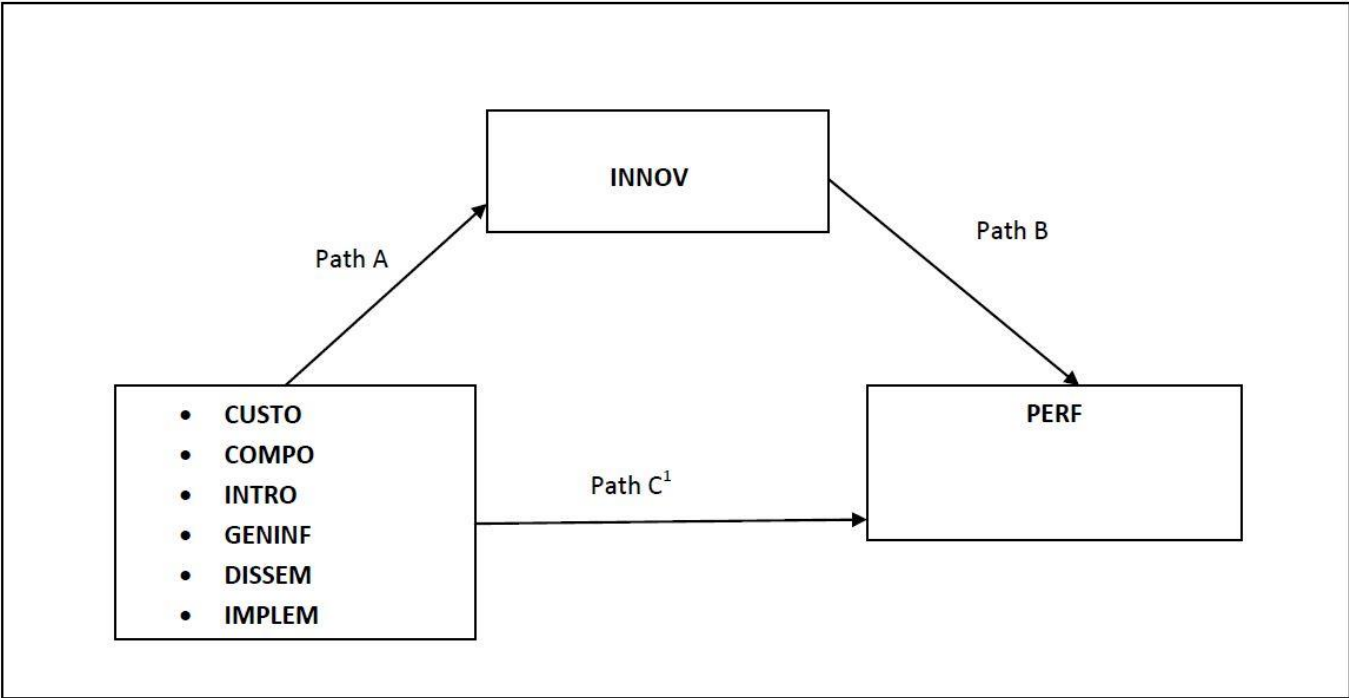 INNOV
Path A
Path B
• CUSTO
• COMPO
• INTRO
• GENINF
• DISSEM
• IMPLEM
Path C¹
PERF